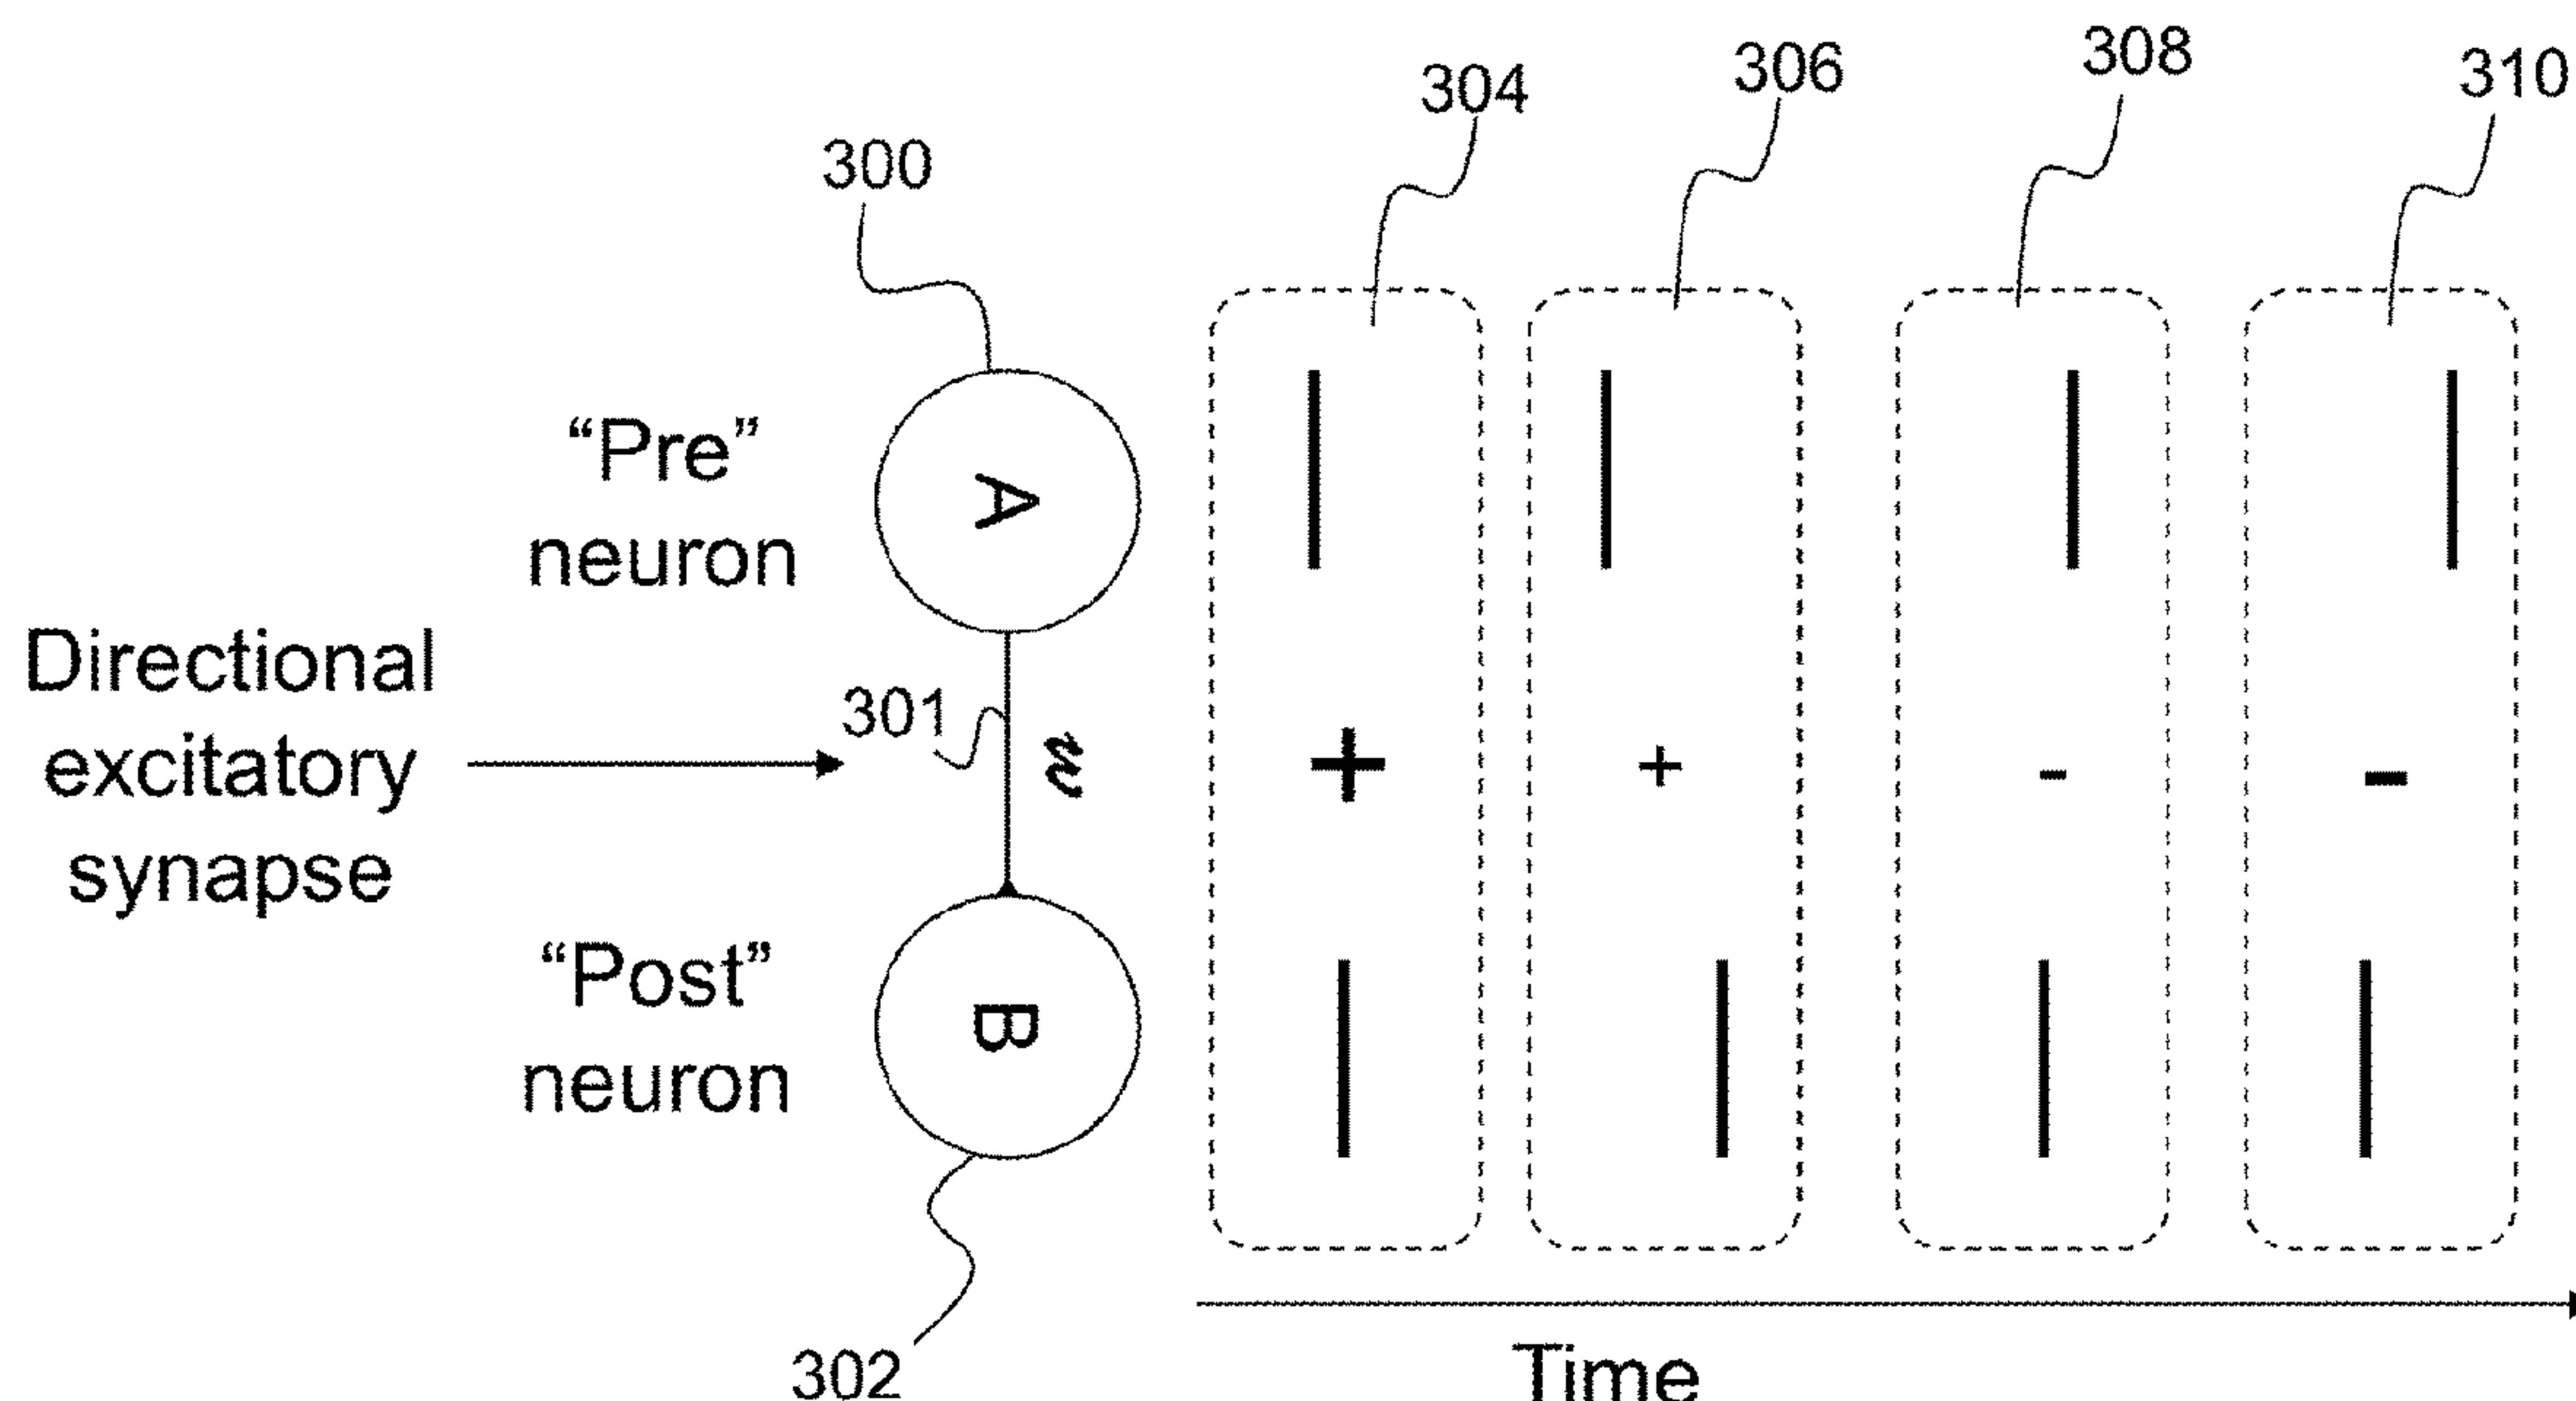 304
306
308
310
300
“Pre”
neuron
A
Directional
excitatory
synapse
301
w
“Post”
neuron
B
302
+
+
-
-
Time